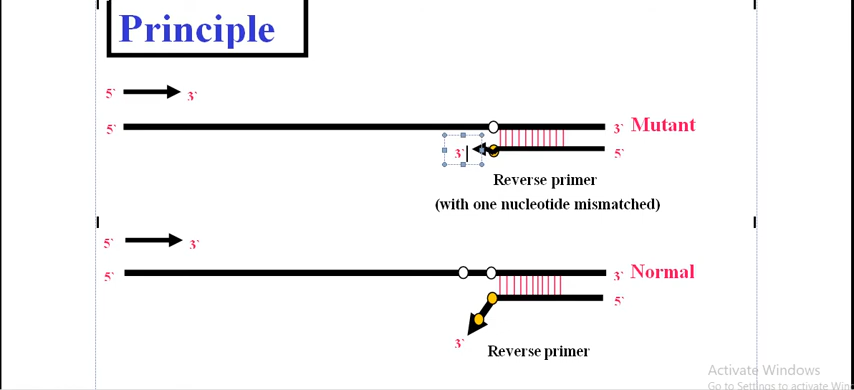 Principle
5` 3`
5` 3` Mutant
3` 5`
Reverse primer
(with one nucleotide mismatched)
5` 3`
5` 3` Normal
5`
3`
Reverse primer
Activate Windows
Go to Settings to activate Win